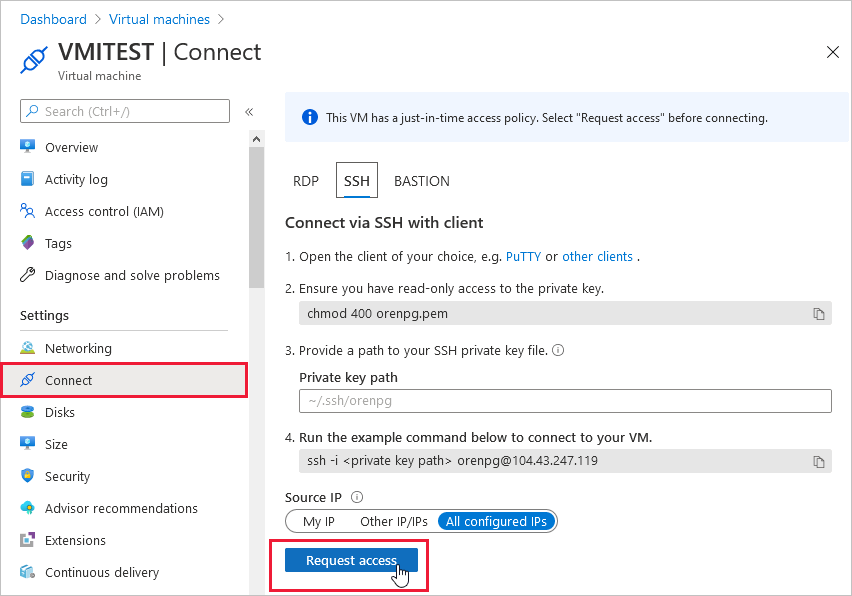 Dashboard > Virtual machines >
VMITEST | Connect
Virtual machine
Search (Ctrl+/)
«
Overview
Activity log
Access control (IAM)
Tags
Diagnose and solve problems
Settings
Networking
Connect
Disks
Size
Security
Advisor recommendations
Extensions
Continuous delivery
This VM has a just-in-time access policy. Select "Request access" before connecting.
RDP SSH BASTION
Connect via SSH with client
1. Open the client of your choice, e.g. PuTTY or other clients .
2. Ensure you have read-only access to the private key.
chmod 400 orenpg.pem
3. Provide a path to your SSH private key file.
Private key path
~/.ssh/orenpg
4. Run the example command below to connect to your VM.
ssh -i <private key path> orenpg@104.43.247.119
Source IP
My IP Other IP/IPs All configured IPs
Request access